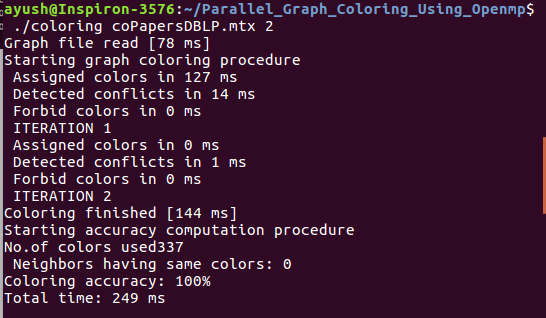 ayush@Inspiron-3576:~/Parallel_Graph_Coloring_Using_Openmp$
./coloring coPapersDBLP.mtx 2
Graph file read [78 ms]
Starting graph coloring procedure
Assigned colors in 127 ms
Detected conflicts in 14 ms
Forbid colors in 0 ms
ITERATION 1
Assigned colors in 0 ms
Detected conflicts in 1 ms
Forbid colors in 0 ms
ITERATION 2
Coloring finished [144 ms]
Starting accuracy computation procedure
No.of colors used337
Neighbors having same colors: 0
Coloring accuracy: 100%
Total time: 249 ms